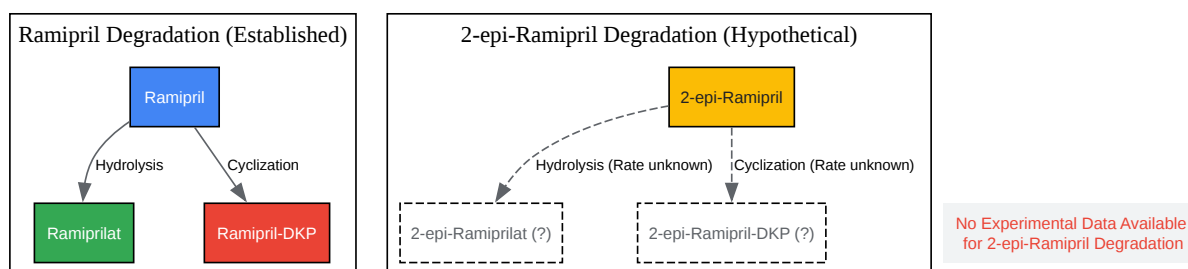 Ramipril Degradation (Established)
Ramipril
Hydrolysis
Cyclization
Ramiprilat
Ramipril-DKP
2-epi-Ramipril Degradation (Hypothetical)
2-epi-Ramipril
Hydrolysis (Rate unknown)
Cyclization (Rate unknown)
2-epi-Ramiprilat (?)
2-epi-Ramipril-DKP (?)
No Experimental Data Available
for 2-epi-Ramipril Degradation